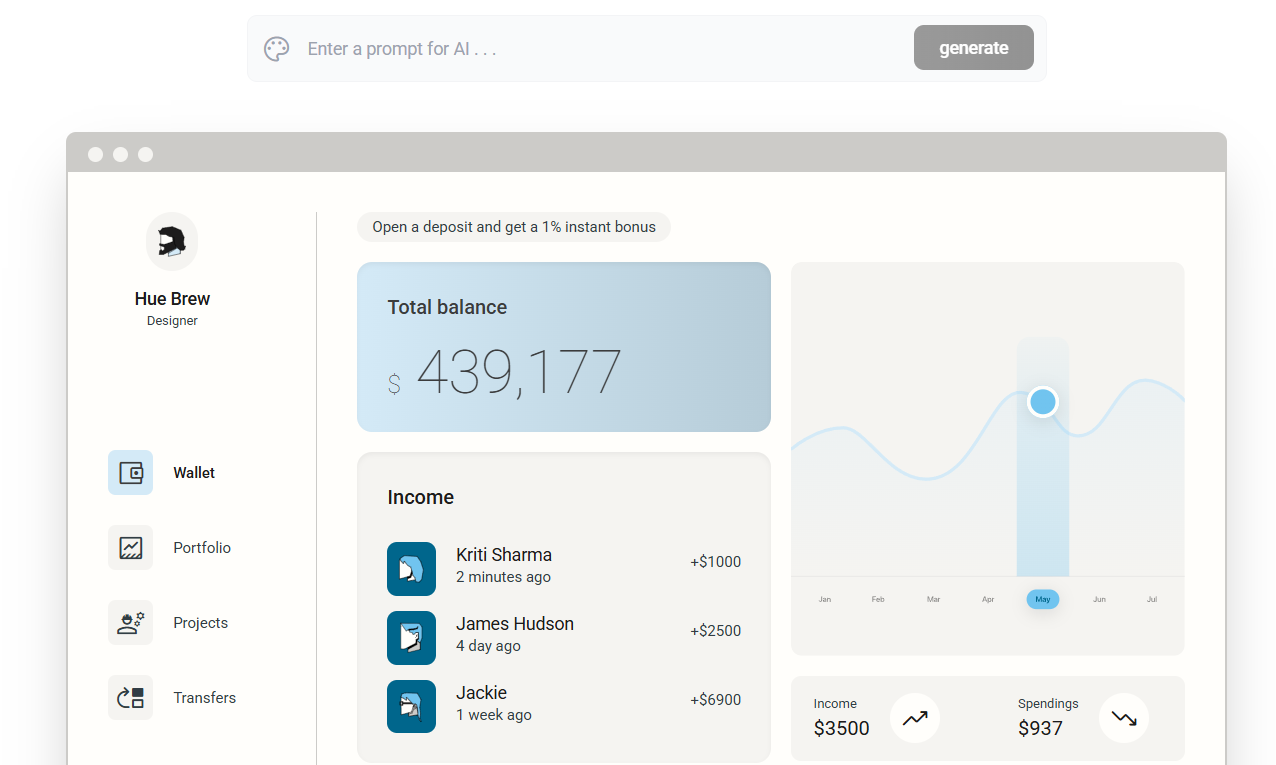 Enter a prompt for AI . . .
generate
Hue Brew
Designer
Wallet
Portfolio
Projects
Transfers
Open a deposit and get a 1% instant bonus
Total balance
$ 439,177
Income
Kriti Sharma
2 minutes ago
+$1000
James Hudson
4 day ago
+$2500
Jackie
1 week ago
+$6900
Jan Feb Mar Apr May Jun Jul
Income
$3500
Spendings
$937